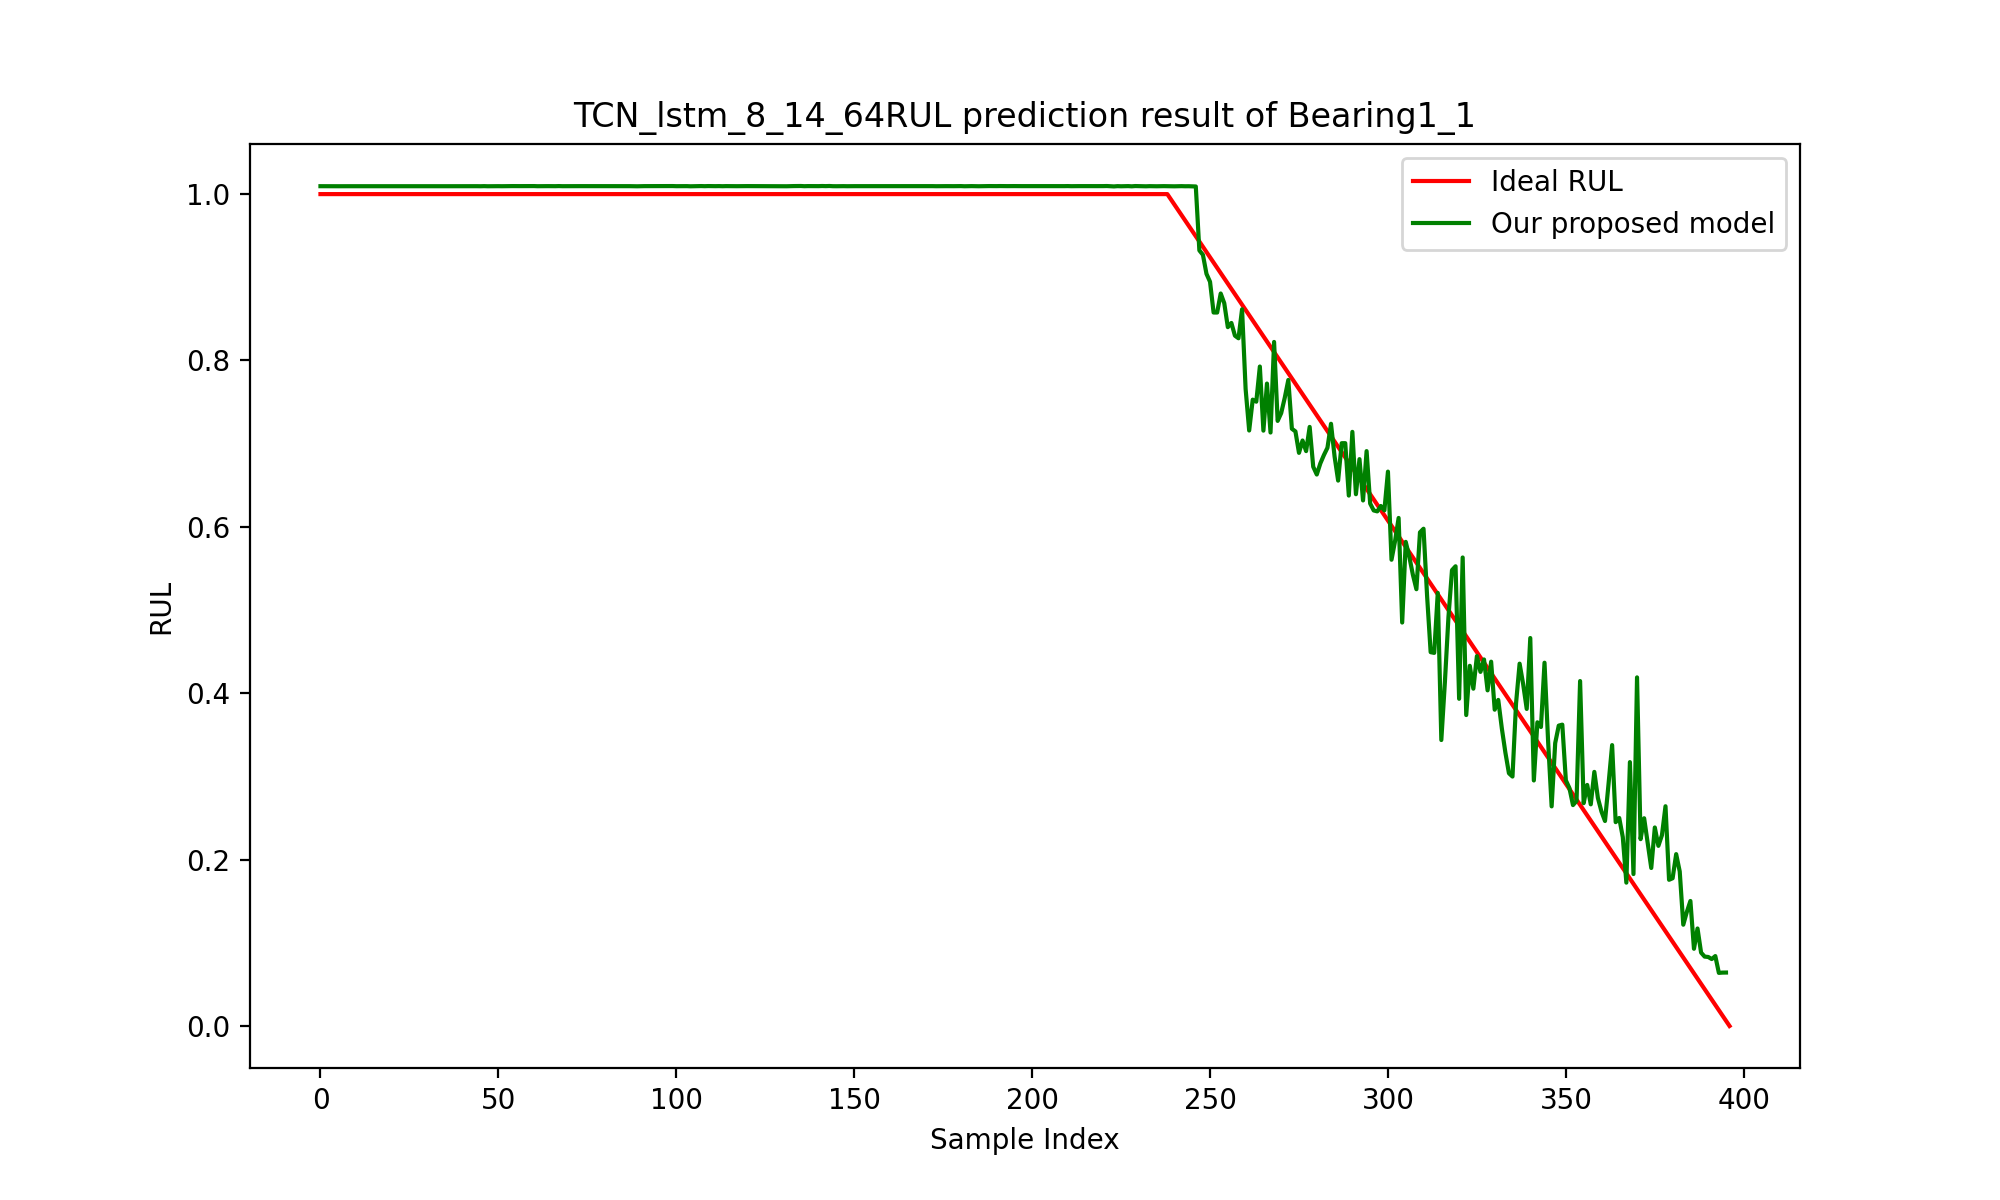 TCN_lstm_8_14_64RUL prediction result of Bearing1_1
Ideal RUL
Our proposed model
1.0
0.8
0.6
0.4
0.2
0.0
RUL
0 50 100 150 200 250 300 350 400
Sample Index